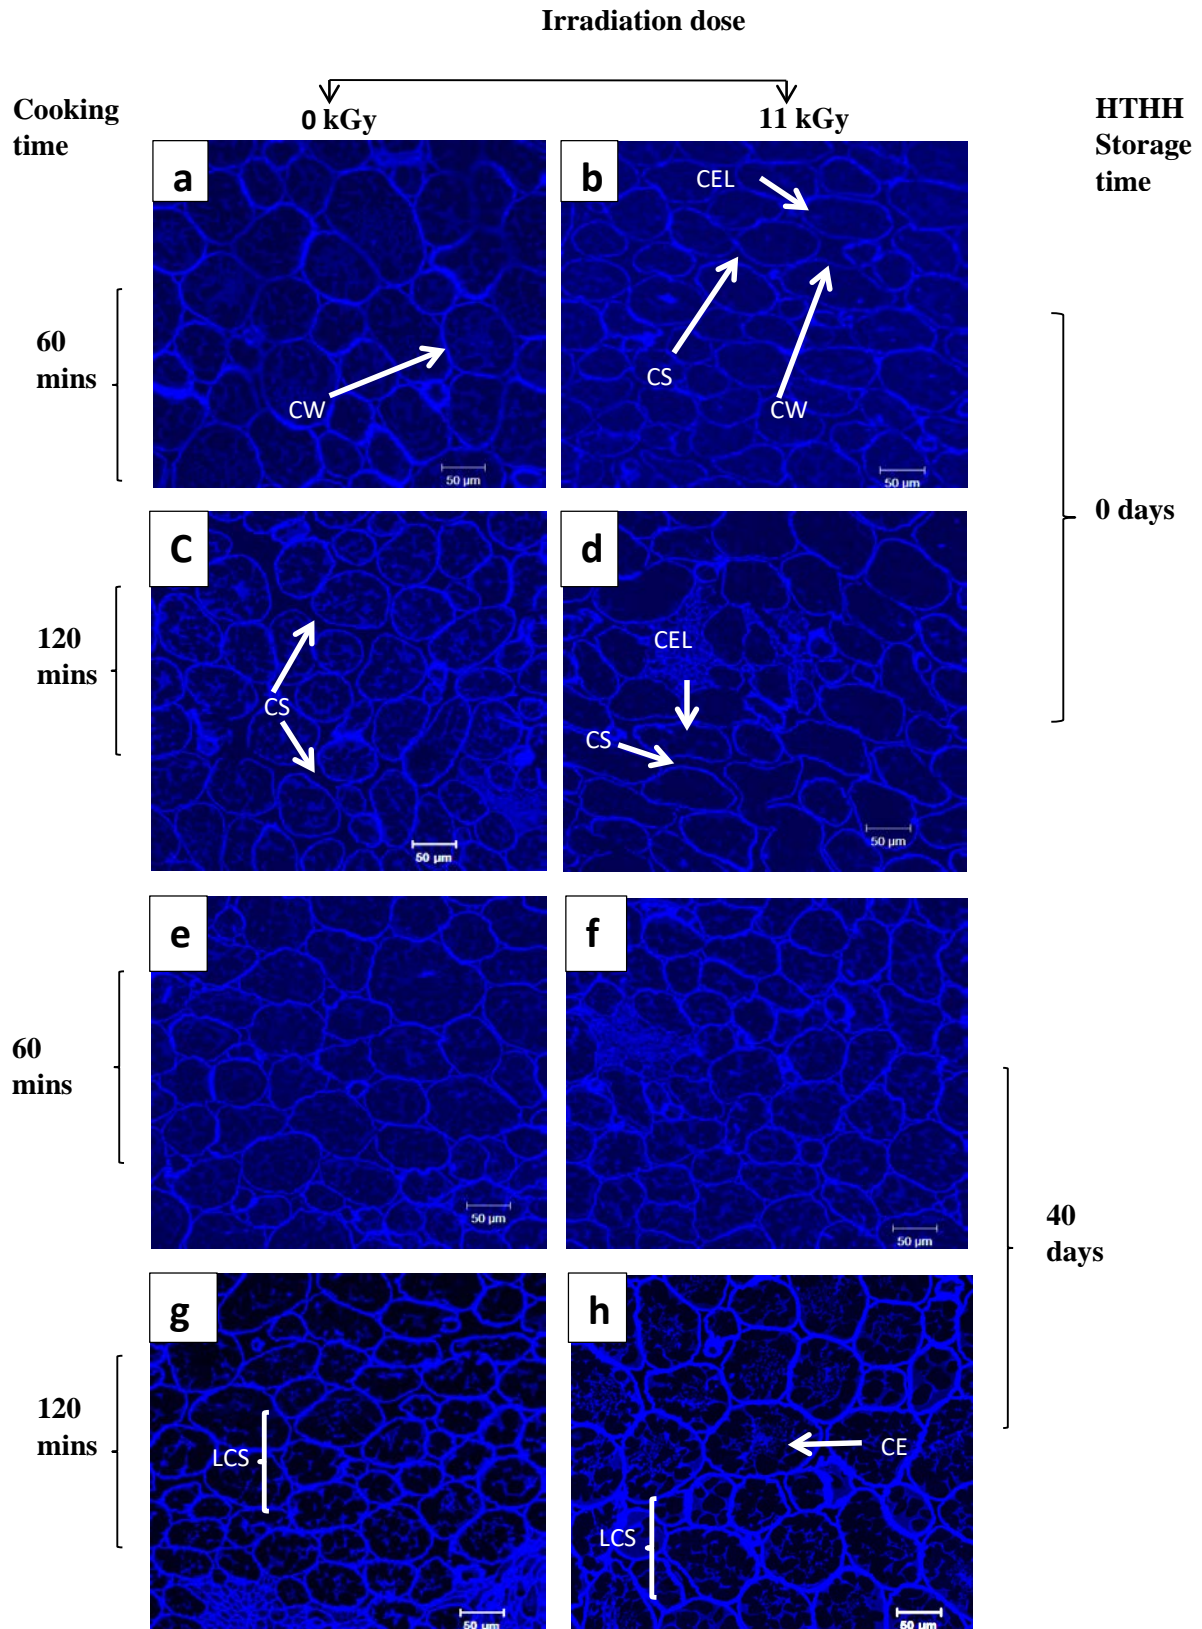 Irradiation dose
Cooking
time
0 kGy
11 kGy
HTHH
Storage
time
a
CW
50 µm
b
CEL
CS
CW
50 µm
60
mins
0 days
C
CS
50 µm
d
CEL
CS
50 µm
120
mins
e
50 µm
f
50 µm
60
mins
40
days
g
LCS
50 µm
h
CE
LCS
50 µm
120
mins